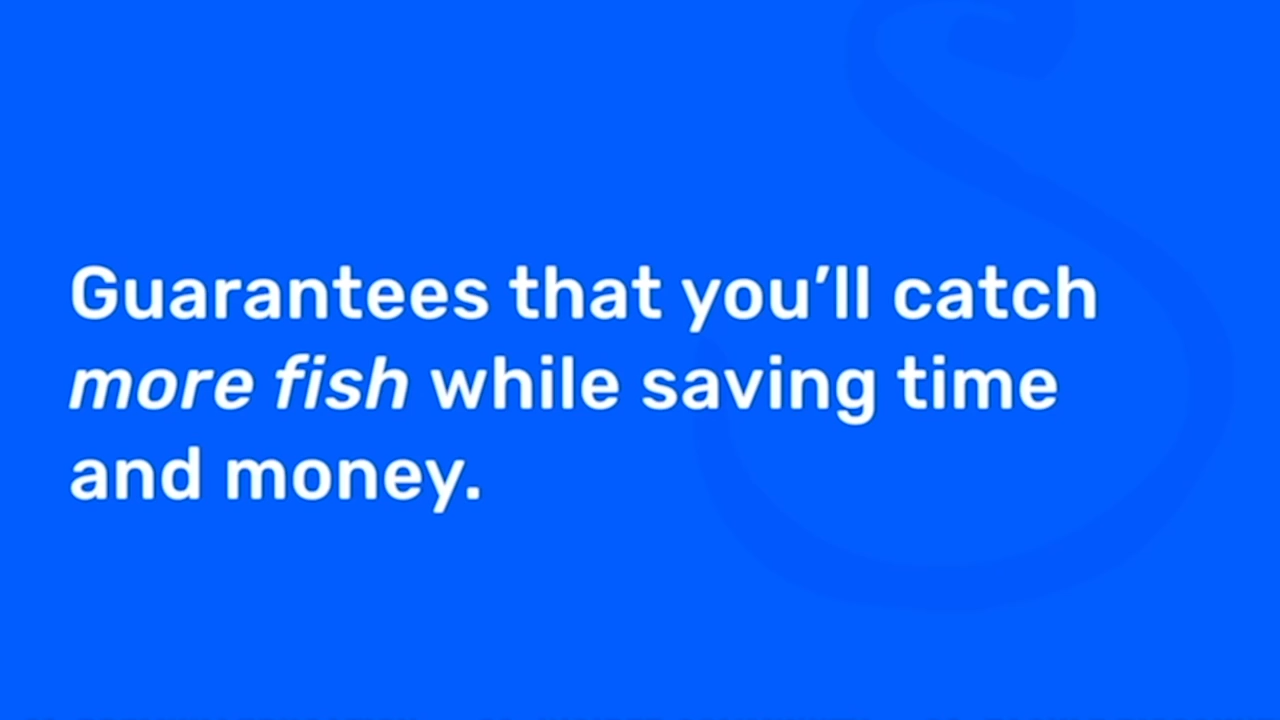 Guarantees that you’ll catch
more fish while saving time
and money.